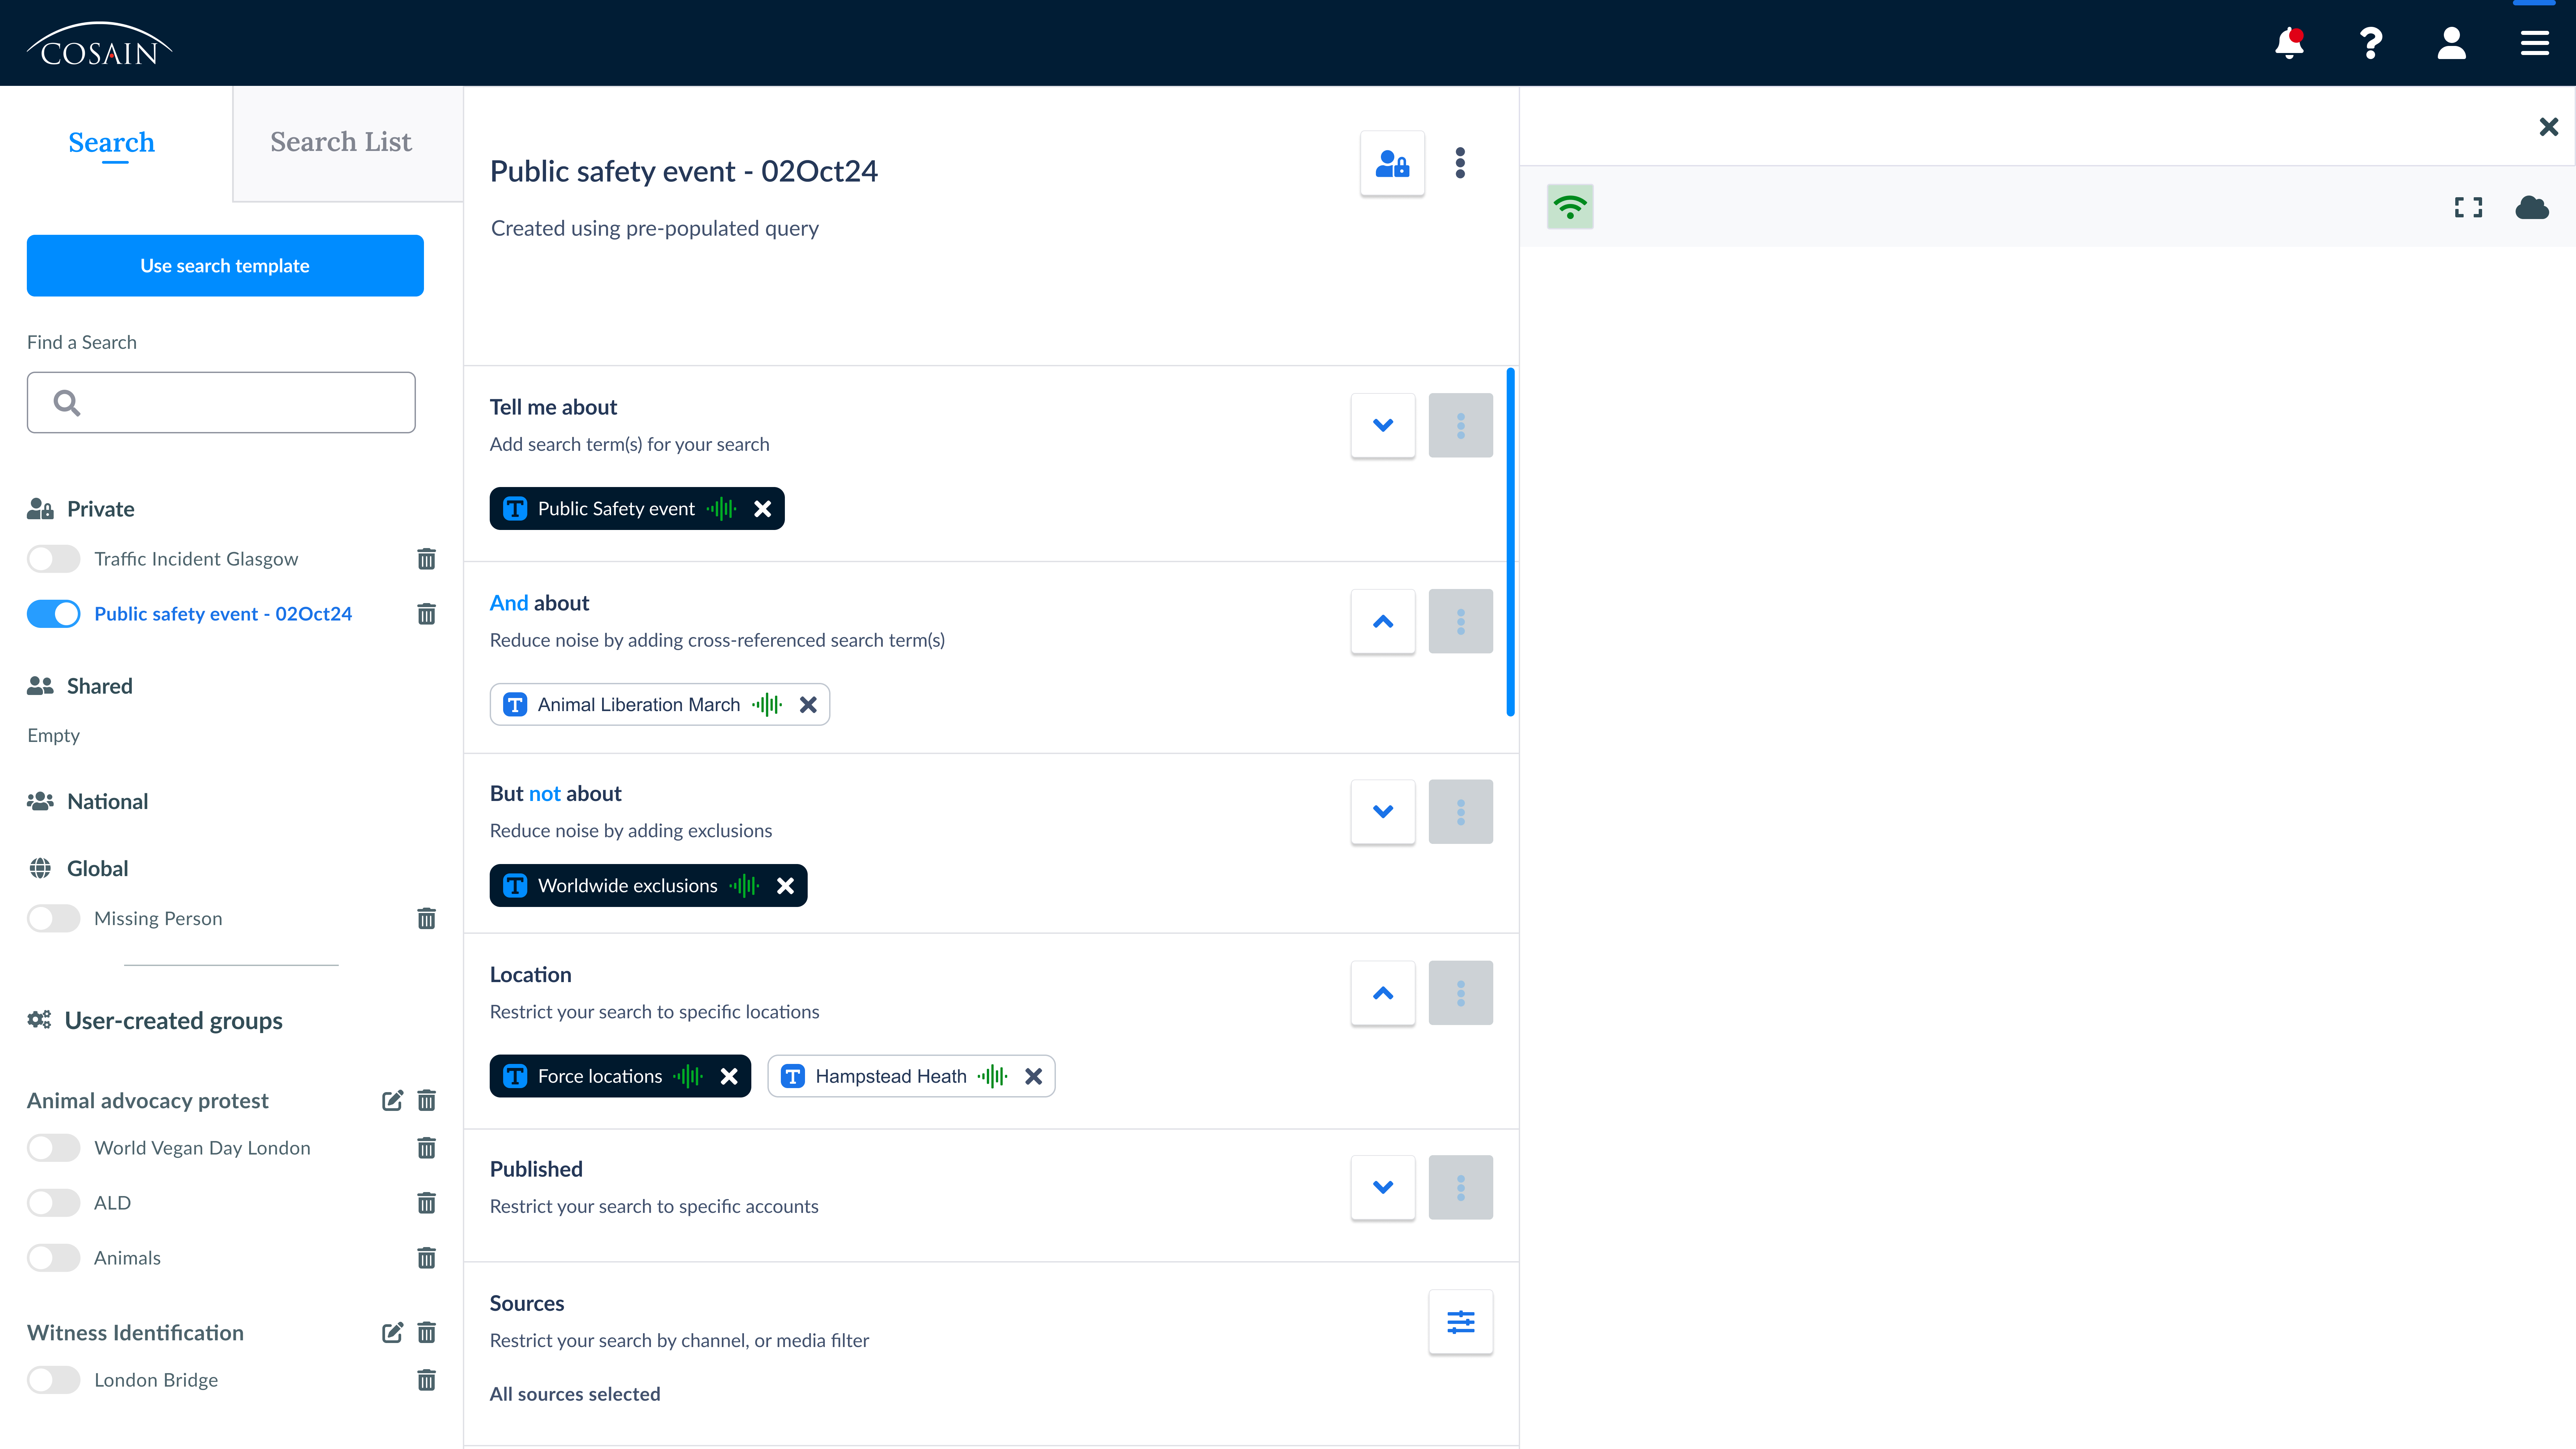 COSAIN
Search
Search List
Use search template
Find a Search
Private
Traffic Incident Glasgow
Public safety event - 02Oct24
Shared
Empty
National
Global
Missing Person
User-created groups
Animal advocacy protest
World Vegan Day London
ALD
Animals
Witness Identification
London Bridge
Public safety event - 02Oct24
Created using pre-populated query
Tell me about
Add search term(s) for your search
T Public Safety event
And about
Reduce noise by adding cross-referenced search term(s)
T Animal Liberation March
But not about
Reduce noise by adding exclusions
T Worldwide exclusions
Location
Restrict your search to specific locations
T Force locations T Hampstead Heath
Published
Restrict your search to specific accounts
Sources
Restrict your search by channel, or media filter
All sources selected